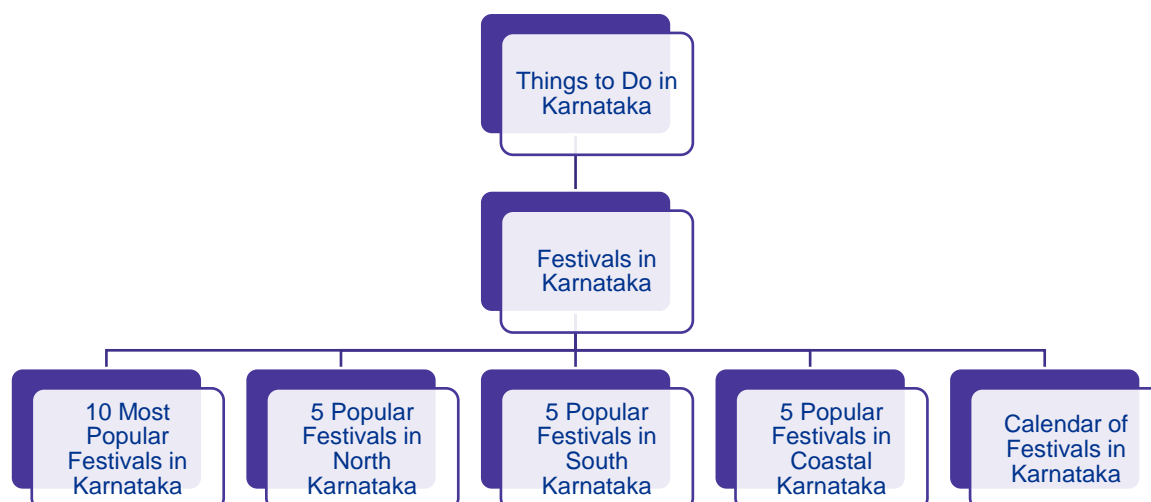 Things to Do in
Karnataka
Festivals in
Karnataka
10 Most
Popular
Festivals in
Karnataka
5 Popular
Festivals in
North
Karnataka
5 Popular
Festivals in
South
Karnataka
5 Popular
Festivals in
Coastal
Karnataka
Calendar of
Festivals in
Karnataka